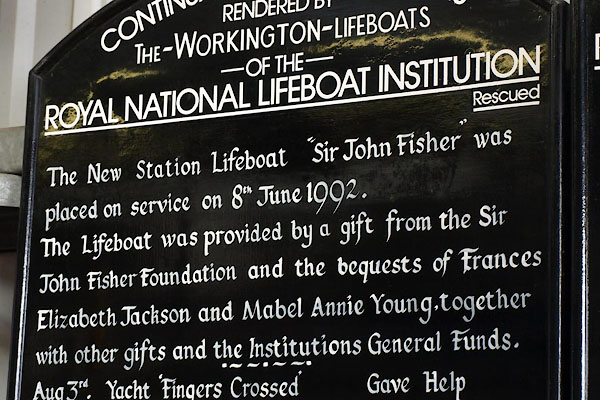 RENDERED BY
THE-WORKINGTON-LIFEBOATS
—OF THE—
ROYAL NATIONAL LIFEBOAT INSTITUTION
Rescued
The New Station Lifeboat "Sir John Fisher" was
placed on service on 8th June 1992.
The Lifeboat was provided by a gift from the Sir
John Fisher Foundation and the bequests of Frances
Elizabeth Jackson and Mabel Annie Young, together
with other gifts and the Institutions General Funds.
Aug 3rd. Yacht 'Fingers Crossed' Gave Help